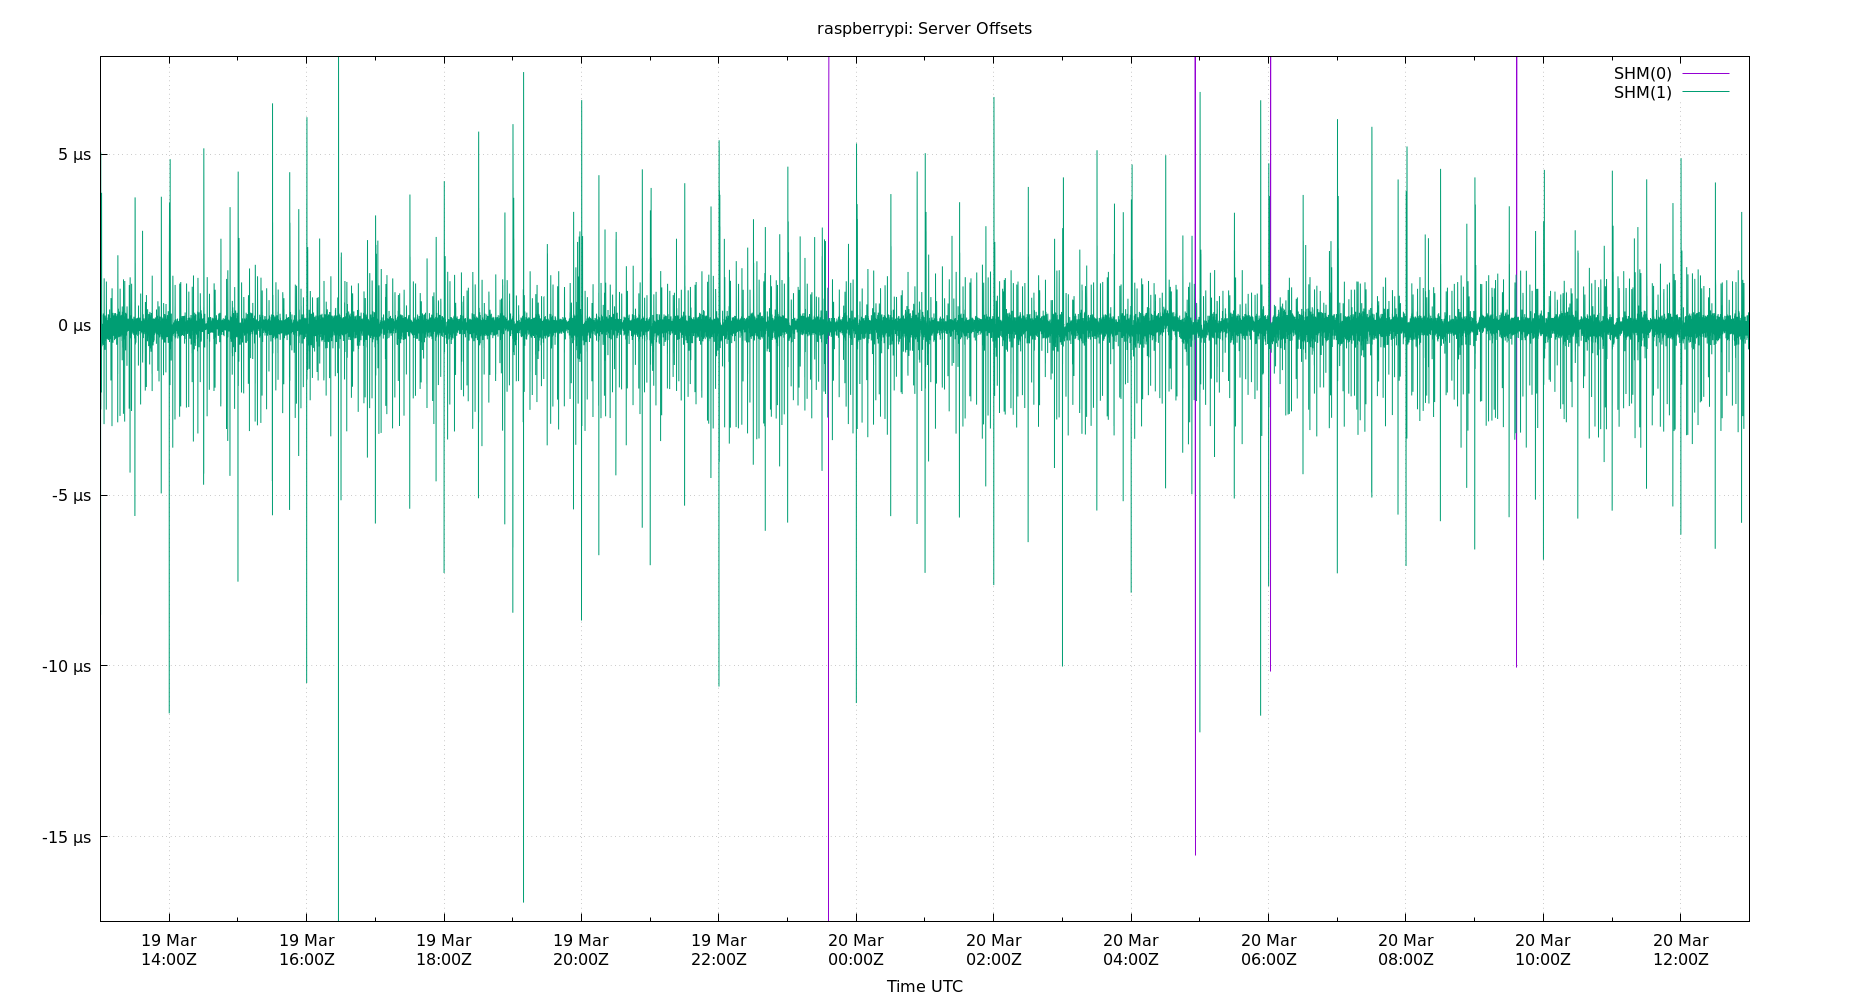 raspberrypi: Server Offsets
SHM(0)
SHM(1)
5 µs
0 µs
-5 µs
-10 µs
-15 µs
19 Mar 19 Mar 19 Mar 19 Mar 19 Mar 20 Mar 20 Mar 20 Mar 20 Mar 20 Mar 20 Mar 20 Mar
14:00Z 16:00Z 18:00Z 20:00Z 22:00Z 00:00Z 02:00Z 04:00Z 06:00Z 08:00Z 10:00Z 12:00Z
Time UTC